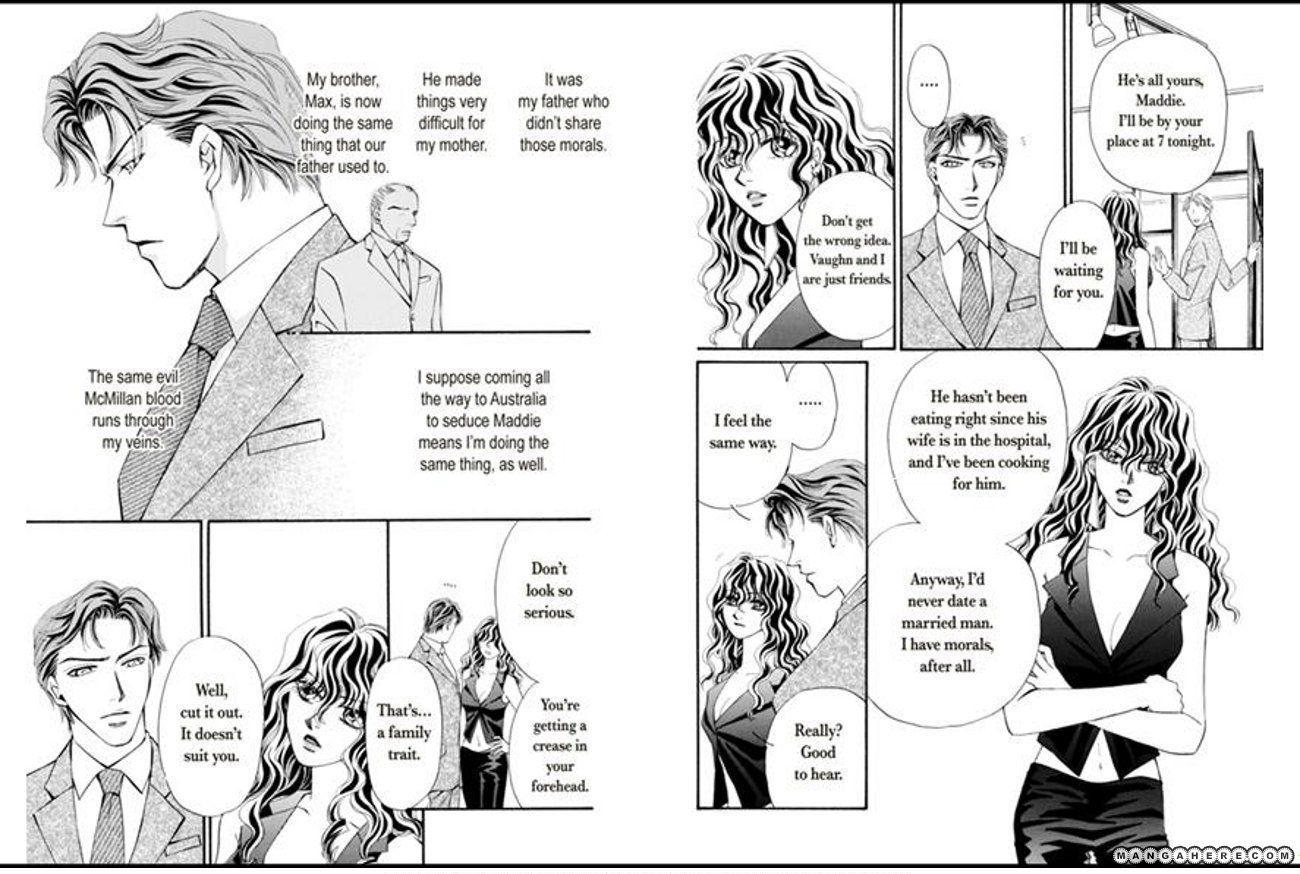 He's all yours,
Maddie.
I'll be by your
place at 7 tonight.
I'll be
waiting
for you.
....
Don't get
the wrong idea.
Vaughn and I
are just friends.
He hasn't been
eating right since his
wife is in the hospital,
and I've been cooking
for him.
Anyway, I'd
never date a
married man.
I have morals,
after all.
.....
I feel the
same way.
Really?
Good
to hear.
It was
my father who
didn't share
those morals.
He made
things very
difficult for
my mother.
My brother,
Max, is now
doing the same
thing that our
father used to.
I suppose coming all
the way to Australia
to seduce Maddie
means I'm doing the
same thing, as well.
The same evil
McMillan blood
runs through
my veins.
Don't
look so
serious.
You're
getting a
crease in
your
forehead.
....
That's...
a family
trait.
Well,
cut it out.
It doesn't
suit you.
MANGAHERE.COM